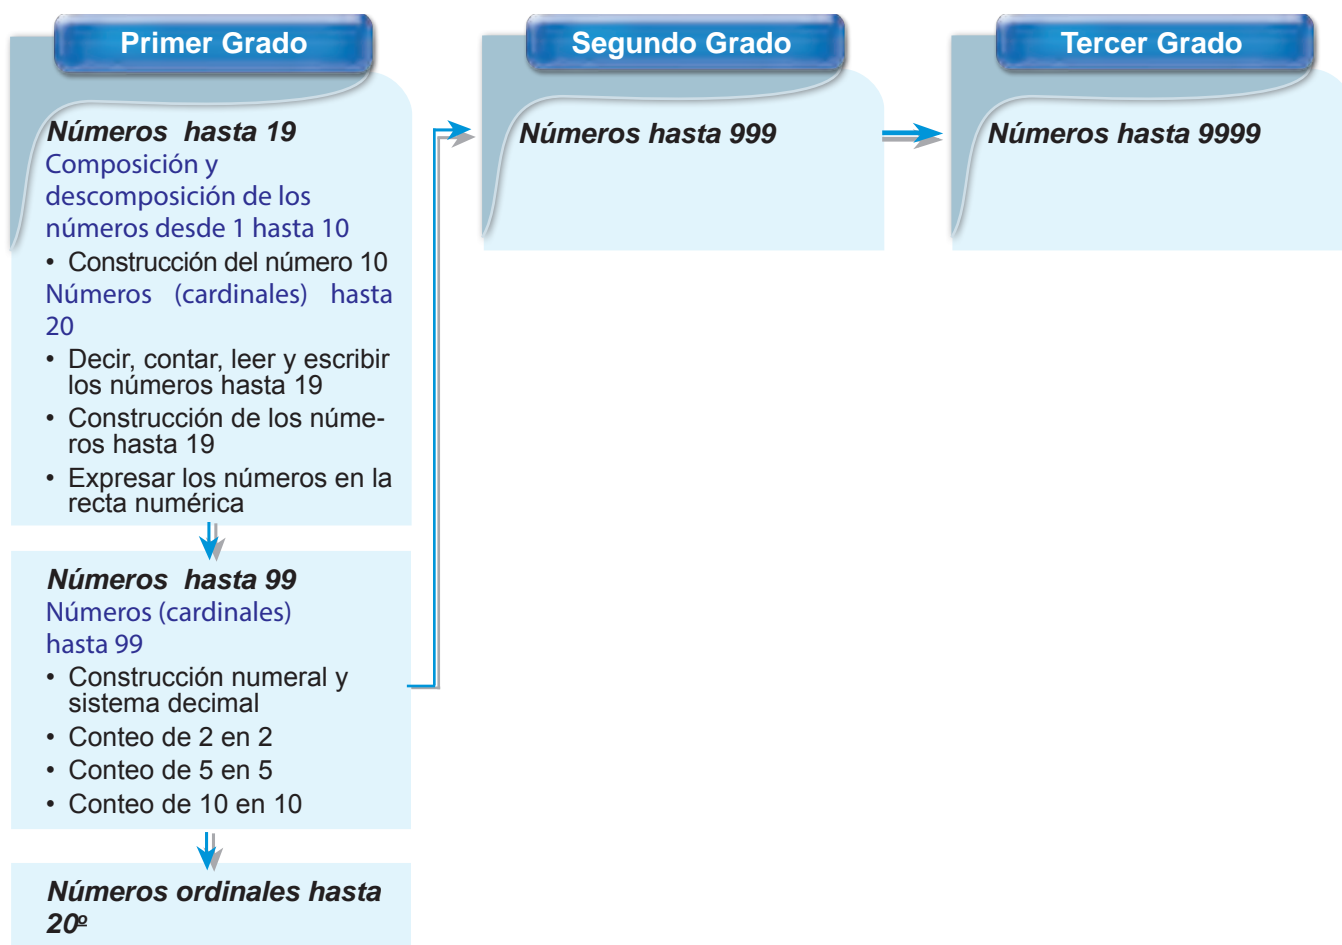 Primer Grado
Números hasta 19
Composición y
descomposición de los
números desde 1 hasta 10
• Construcción del número 10
Números (cardinales) hasta
20
• Decir, contar, leer y escribir
los números hasta 19
• Construcción de los núme-
ros hasta 19
• Expresar los números en la
recta numérica
Números hasta 99
Números (cardinales)
hasta 99
• Construcción numeral y
sistema decimal
• Conteo de 2 en 2
• Conteo de 5 en 5
• Conteo de 10 en 10
Números ordinales hasta
20º
Segundo Grado
Números hasta 999
Tercer Grado
Números hasta 9999